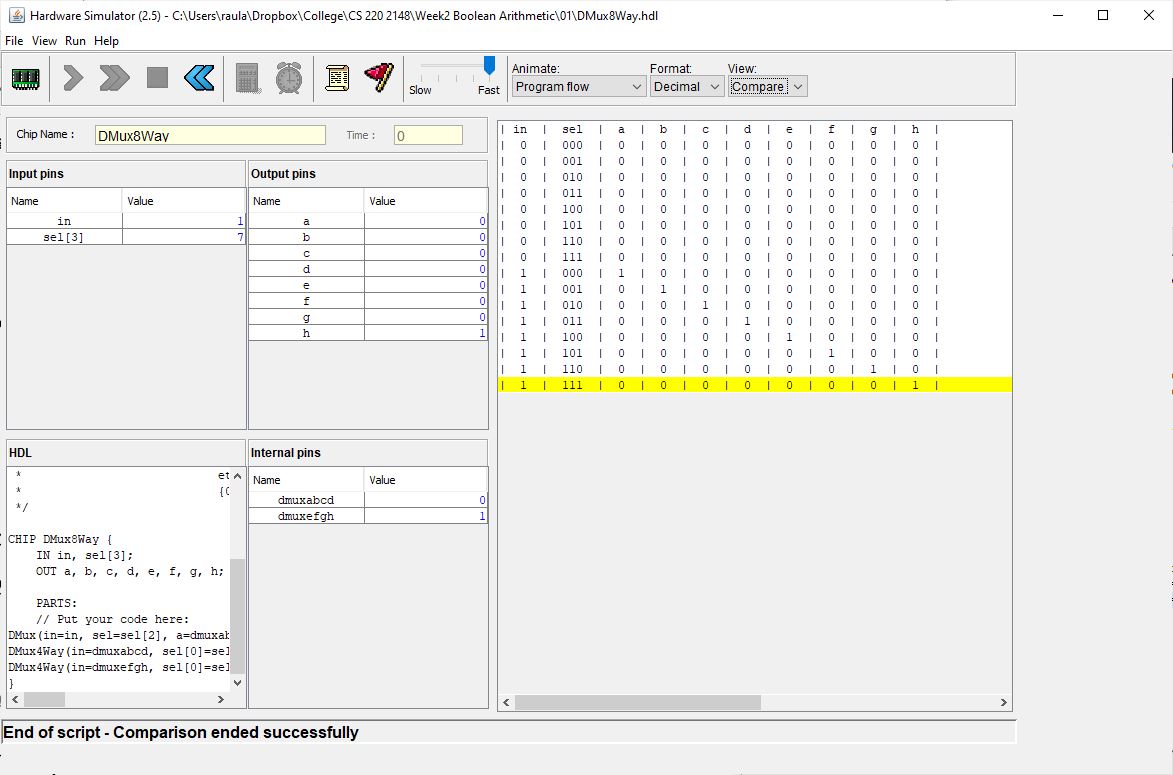 Hardware Simulator (2.5) - C:\Users\raula\Dropbox\College\CS 220 2148\Week2 Boolean Arithmetic\01\DMux8Way.hdl
File View Run Help
Slow Fast
Animate: Format: View:
Program flow Decimal Compare
Chip Name : DMux8Way Time : 0
Input pins
Name Value
in 1
sel[3] 7
Output pins
Name Value
a 0
b 0
c 0
d 0
e 0
f 0
g 0
h 1
HDL
* et
* {0
*/
CHIP DMux8Way {
IN in, sel[3];
OUT a, b, c, d, e, f, g, h;
PARTS:
// Put your code here:
DMux(in=in, sel=sel[2], a=dmuxab
DMux4Way(in=dmuxabcd, sel[0]=sel
DMux4Way(in=dmuxefgh, sel[0]=sel
}
Internal pins
Name Value
dmuxabcd 0
dmuxefgh 1
| in | sel | a | b | c | d | e | f | g | h |
| 0 | 000 | 0 | 0 | 0 | 0 | 0 | 0 | 0 | 0 |
| 0 | 001 | 0 | 0 | 0 | 0 | 0 | 0 | 0 | 0 |
| 0 | 010 | 0 | 0 | 0 | 0 | 0 | 0 | 0 | 0 |
| 0 | 011 | 0 | 0 | 0 | 0 | 0 | 0 | 0 | 0 |
| 0 | 100 | 0 | 0 | 0 | 0 | 0 | 0 | 0 | 0 |
| 0 | 101 | 0 | 0 | 0 | 0 | 0 | 0 | 0 | 0 |
| 0 | 110 | 0 | 0 | 0 | 0 | 0 | 0 | 0 | 0 |
| 0 | 111 | 0 | 0 | 0 | 0 | 0 | 0 | 0 | 0 |
| 1 | 000 | 1 | 0 | 0 | 0 | 0 | 0 | 0 | 0 |
| 1 | 001 | 0 | 1 | 0 | 0 | 0 | 0 | 0 | 0 |
| 1 | 010 | 0 | 0 | 1 | 0 | 0 | 0 | 0 | 0 |
| 1 | 011 | 0 | 0 | 0 | 1 | 0 | 0 | 0 | 0 |
| 1 | 100 | 0 | 0 | 0 | 0 | 1 | 0 | 0 | 0 |
| 1 | 101 | 0 | 0 | 0 | 0 | 0 | 1 | 0 | 0 |
| 1 | 110 | 0 | 0 | 0 | 0 | 0 | 0 | 1 | 0 |
| 1 | 111 | 0 | 0 | 0 | 0 | 0 | 0 | 0 | 1 |
End of script - Comparison ended successfully